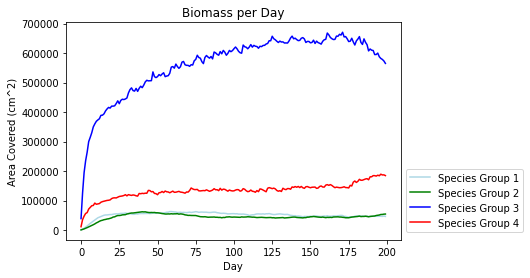 Biomass per Day
Area Covered (cm^2)
700000
600000
500000
400000
300000
200000
100000
0
0 25 50 75 100 125 150 175 200
Day
Species Group 1
Species Group 2
Species Group 3
Species Group 4